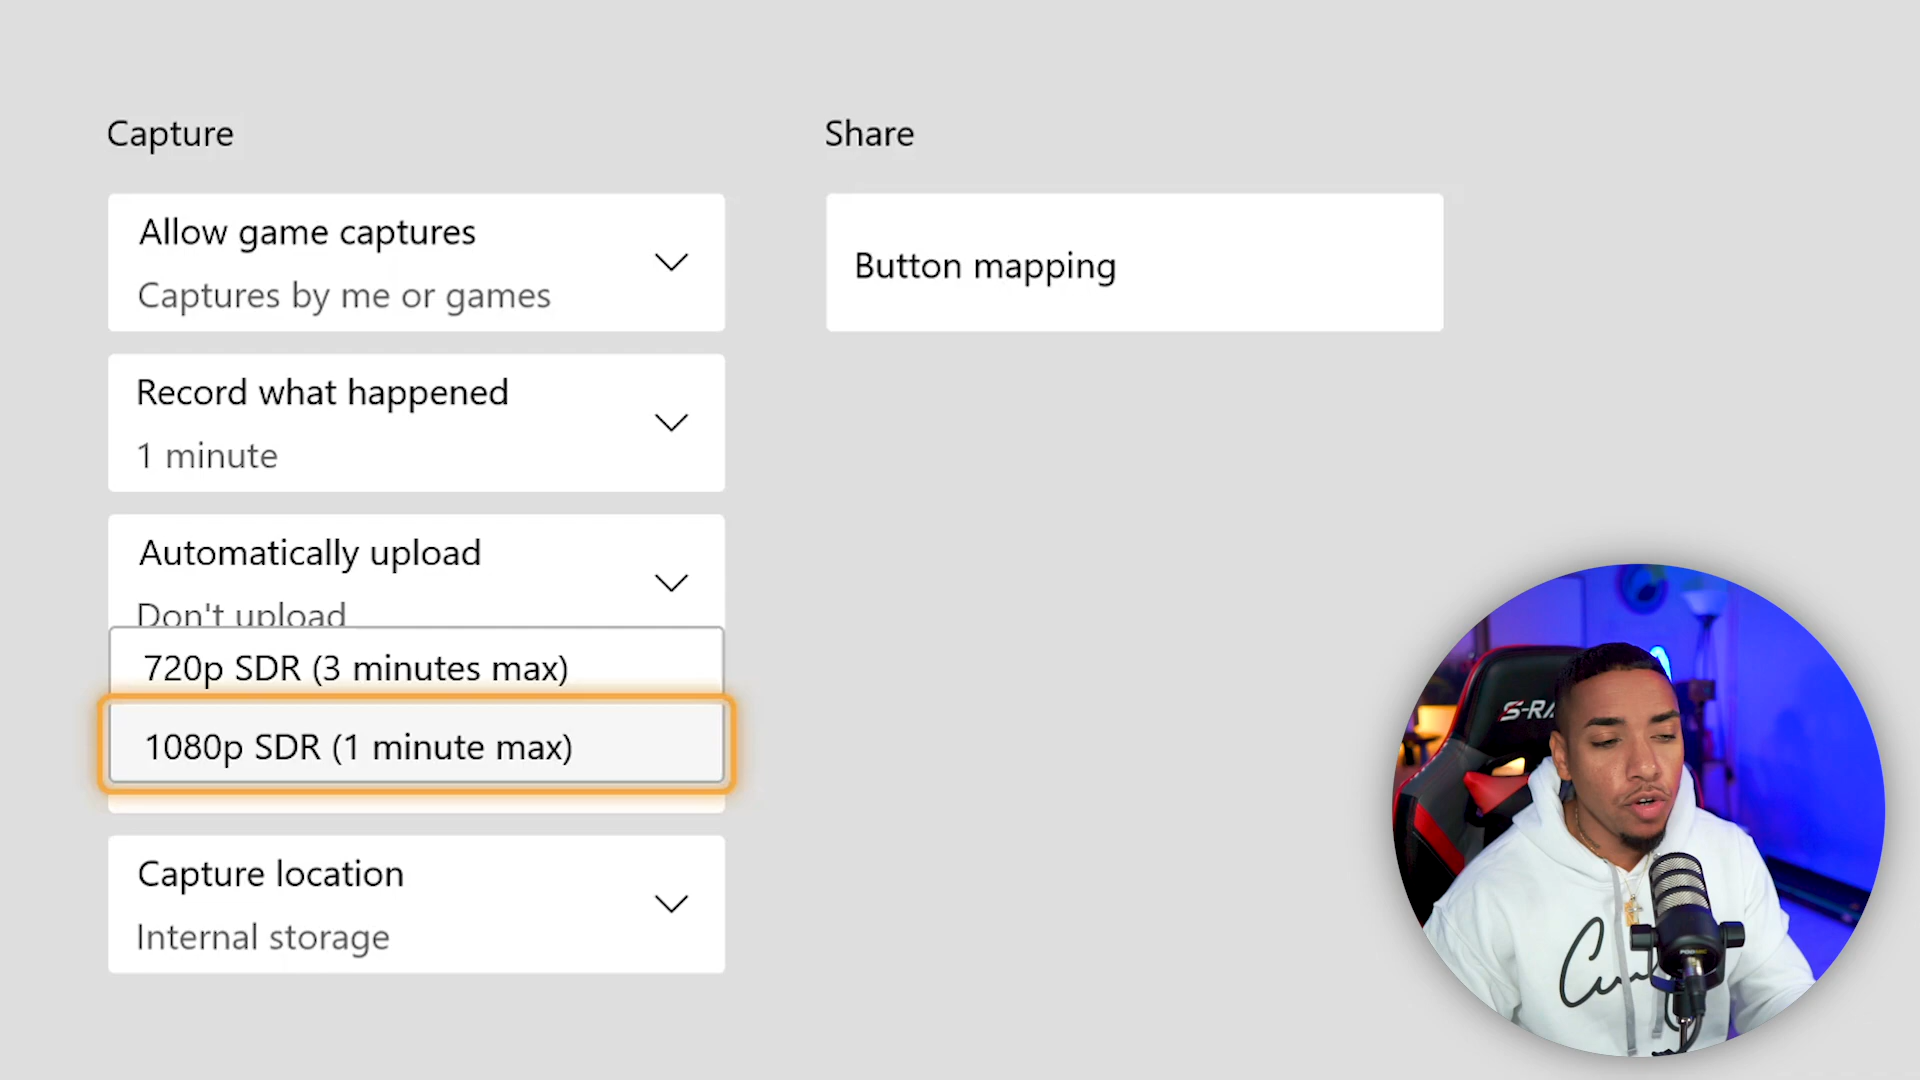 Capture
Allow game captures
Captures by me or games
Record what happened
1 minute
Automatically upload
Don't upload
720p SDR (3 minutes max)
1080p SDR (1 minute max)
Capture location
Internal storage
Share
Button mapping